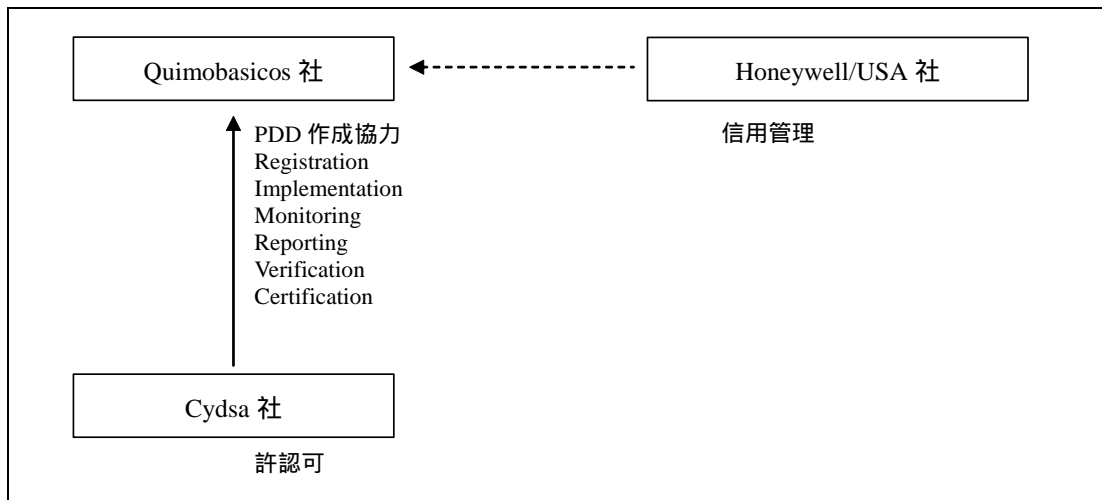 Quimobasicos 社
Honeywell/USA 社
信用管理
PDD 作成協力
Registration
Implementation
Monitoring
Reporting
Verification
Certification
Cydsa 社
許認可